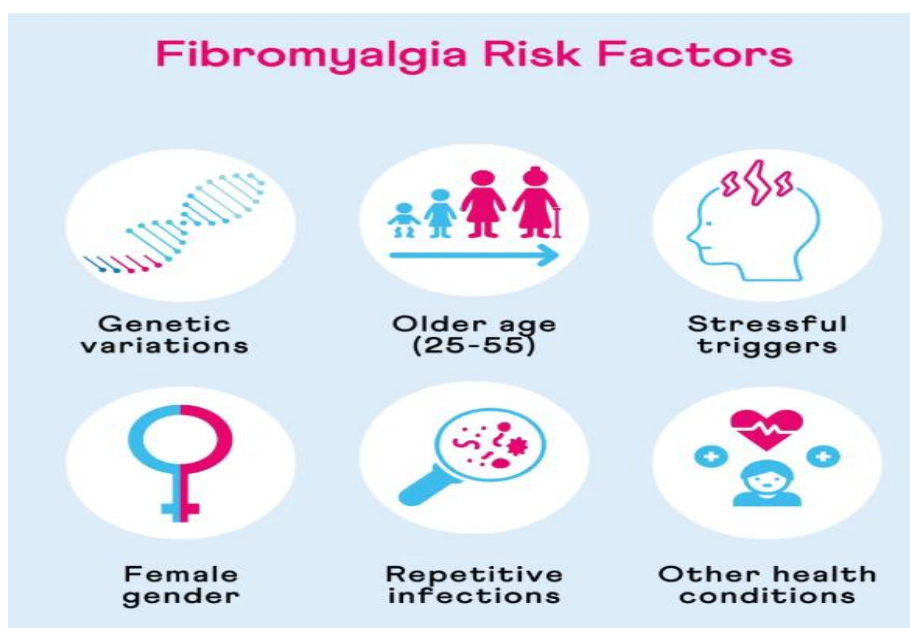 Fibromyalgia Risk Factors
Genetic
variations
Older age
(25-55)
Stressful
triggers
Female
gender
Repetitive
infections
Other health
conditions